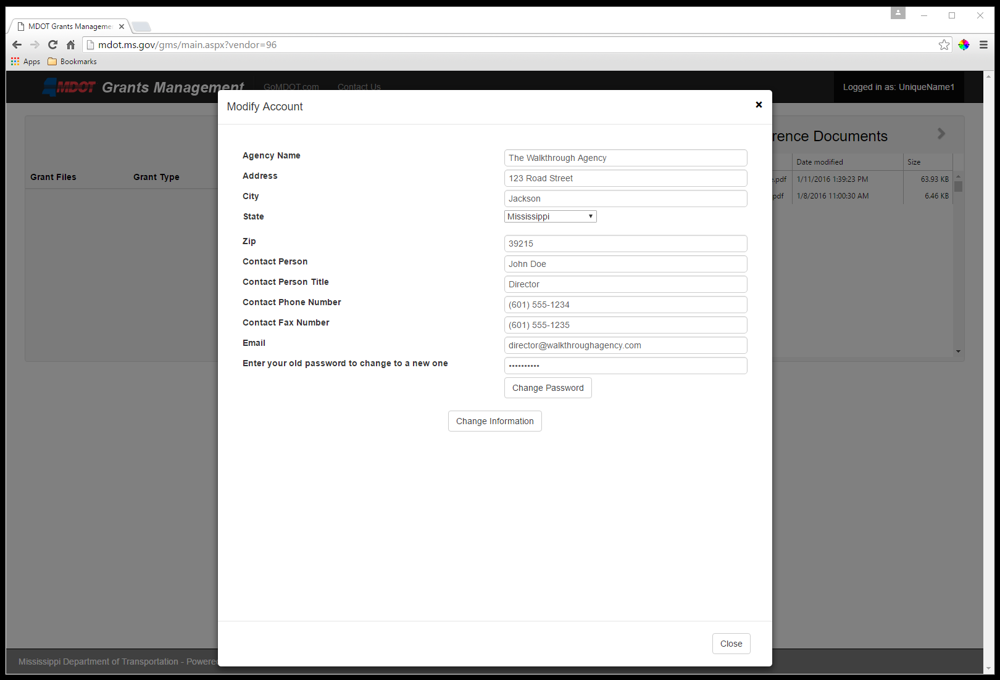 MDOT Grants Manageme
mdot.ms.gov/gms/main.aspx?vendor=96
Apps Bookmarks
MDOT Grants Management GoMDOT.com Contact Us Logged in as: UniqueName1
Modify Account
rence Documents
Date modified Size
Grant Files Grant Type
.pdf 1/11/2016 1:39:23 PM 63.93 KB
pdf 1/8/2016 11:00:30 AM 6.46 KB
Agency Name The Walkthrough Agency
Address 123 Road Street
City Jackson
State Mississippi
Zip 39215
Contact Person John Doe
Contact Person Title Director
Contact Phone Number (601) 555-1234
Contact Fax Number (601) 555-1235
Email director@walkthroughagency.com
Enter your old password to change to a new one ••••••••••
Change Password
Change Information
Close
Mississippi Department of Transportation - Powere